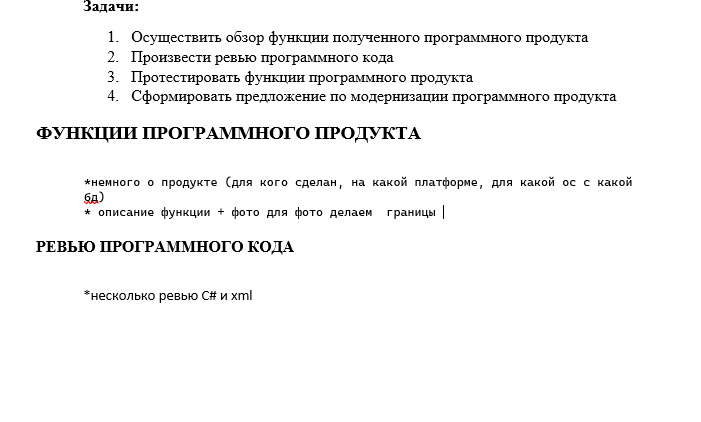 Задачи:
1. Осуществить обзор функции полученного программного продукта
2. Произвести ревью программного кода
3. Протестировать функции программного продукта
4. Сформировать предложение по модернизации программного продукта
ФУНКЦИИ ПРОГРАММНОГО ПРОДУКТА
*немного о продукте (для кого сделан, на какой платформе, для какой ос с какой
бд)
* описание функции + фото для фото делаем  границы
РЕВЬЮ ПРОГРАММНОГО КОДА
*несколько ревью C# и xml